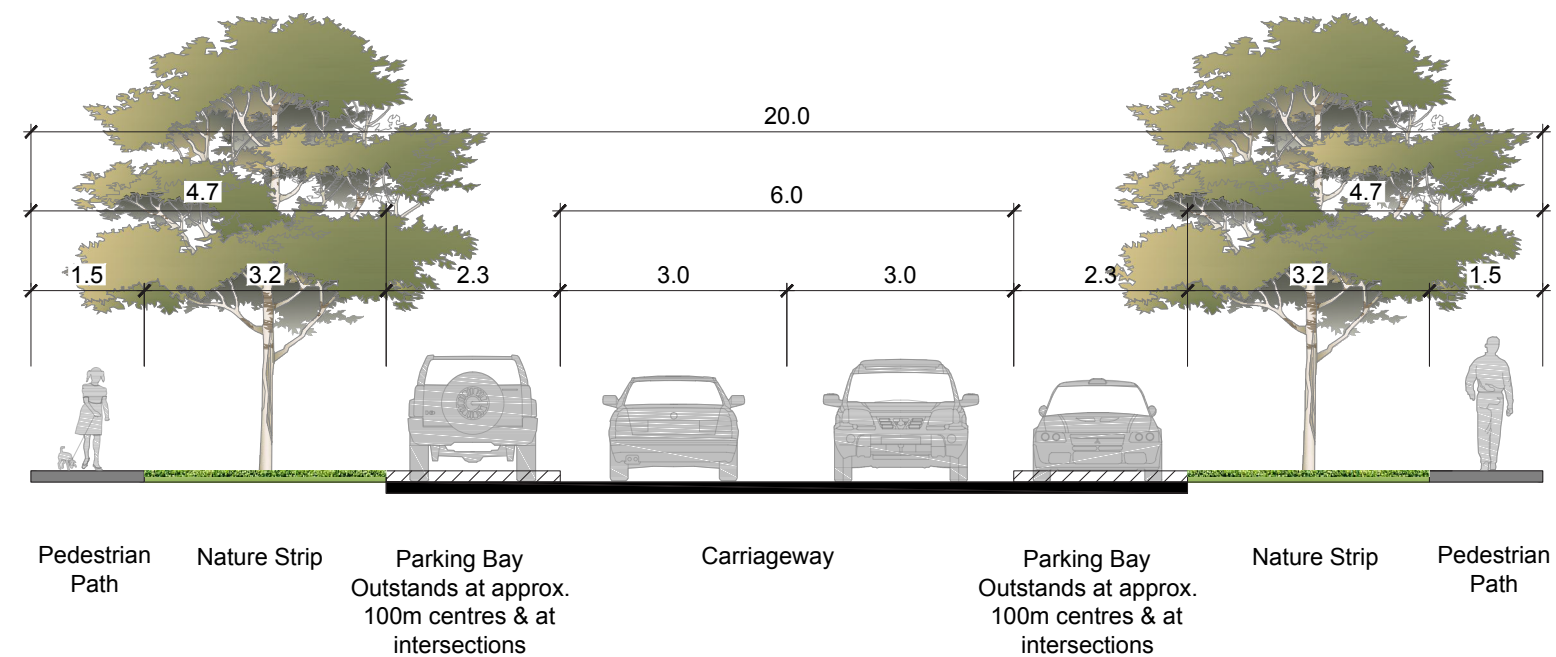 20.0
4.7
6.0
4.7
1.5
3.2
2.3
3.0
3.0
2.3
3.2
1.5
Pedestrian
Path
Nature Strip
Parking Bay
Outstands at approx.
100m centres & at
intersections
Carriageway
Parking Bay
Outstands at approx.
100m centres & at
intersections
Nature Strip
Pedestrian
Path